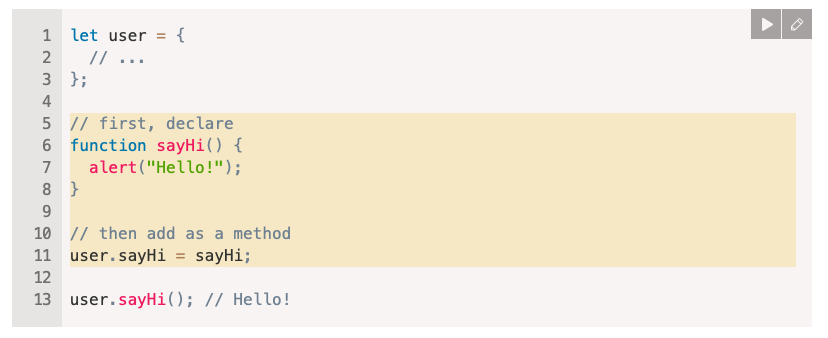 1 let user = {
2   // ...
3 };
4
5 // first, declare
6 function sayHi() {
7   alert("Hello!");
8 }
9
10 // then add as a method
11 user.sayHi = sayHi;
12
13 user.sayHi(); // Hello!